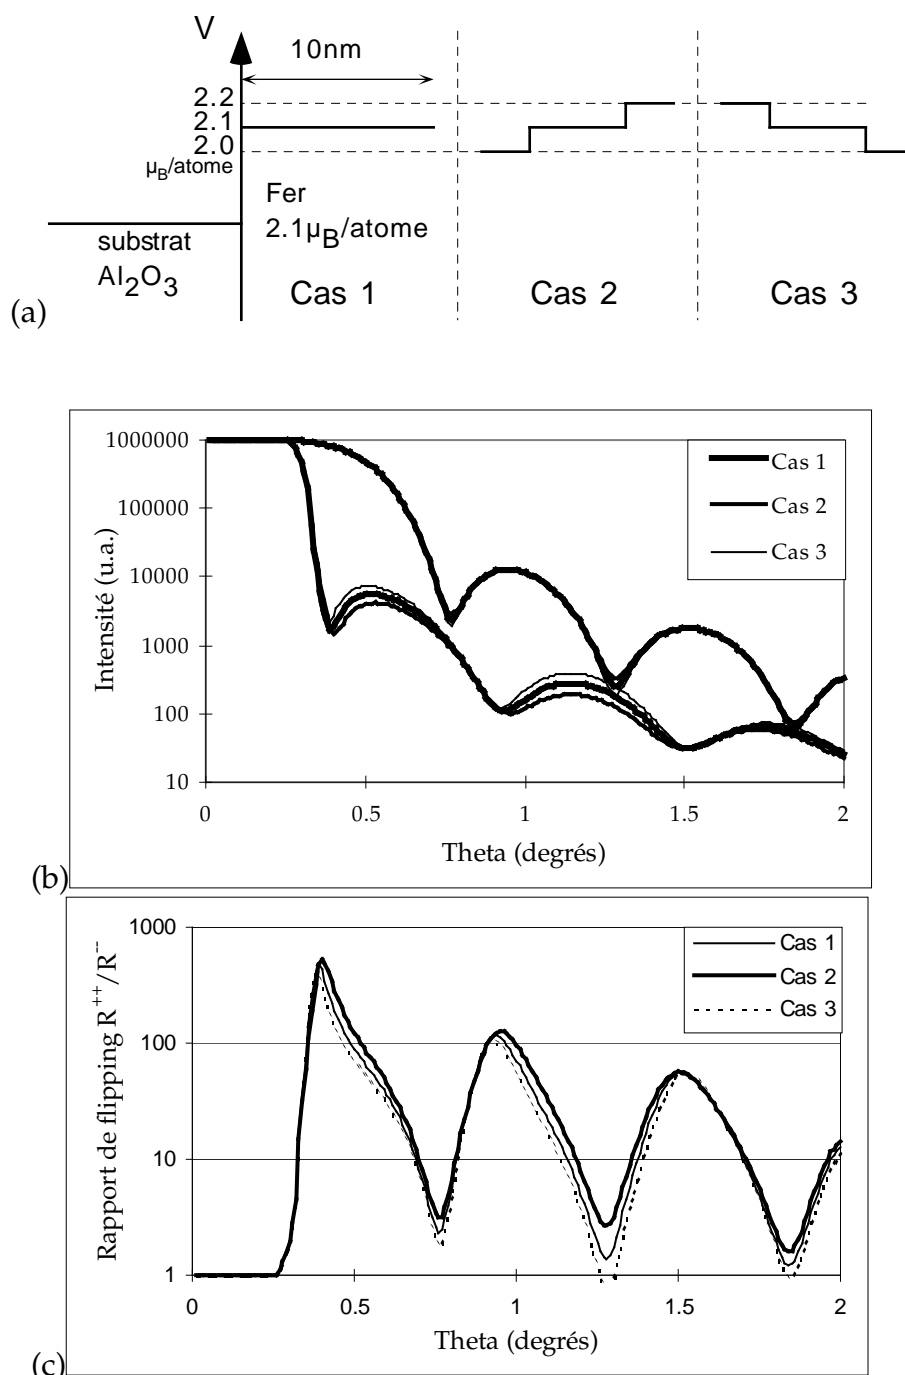 V
10nm
2.2
2.1
2.0
µB/atome
Fer
2.1µB/atome
substrat
Al2O3
Cas 1
Cas 2
Cas 3
(a)
1000000
100000
10000
1000
100
10
Intensité (u.a.)
Cas 1
Cas 2
Cas 3
0
0.5
1
1.5
2
Theta (degrés)
(b)
1000
100
10
1
Rapport de flipping R++/R--
Cas 1
Cas 2
Cas 3
0
0.5
1
1.5
2
Theta (degrés)
(c)